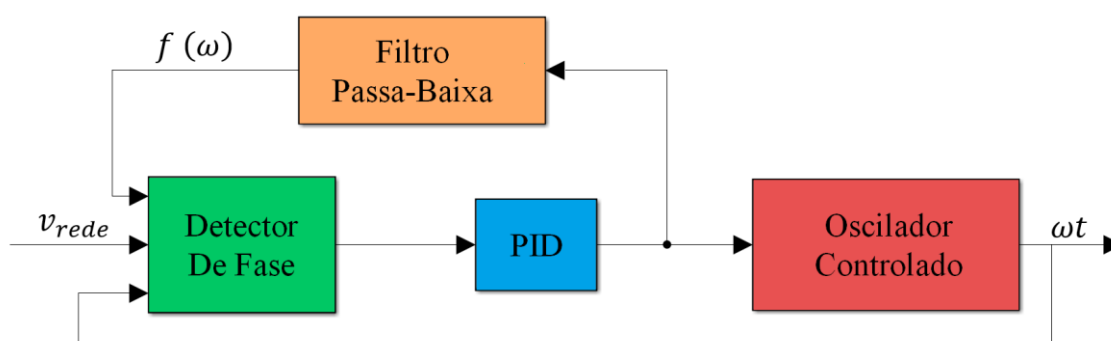 f (ω)
Filtro
Passa-Baixa
v_rede
Detector
De Fase
PID
Oscilador
Controlado
ωt